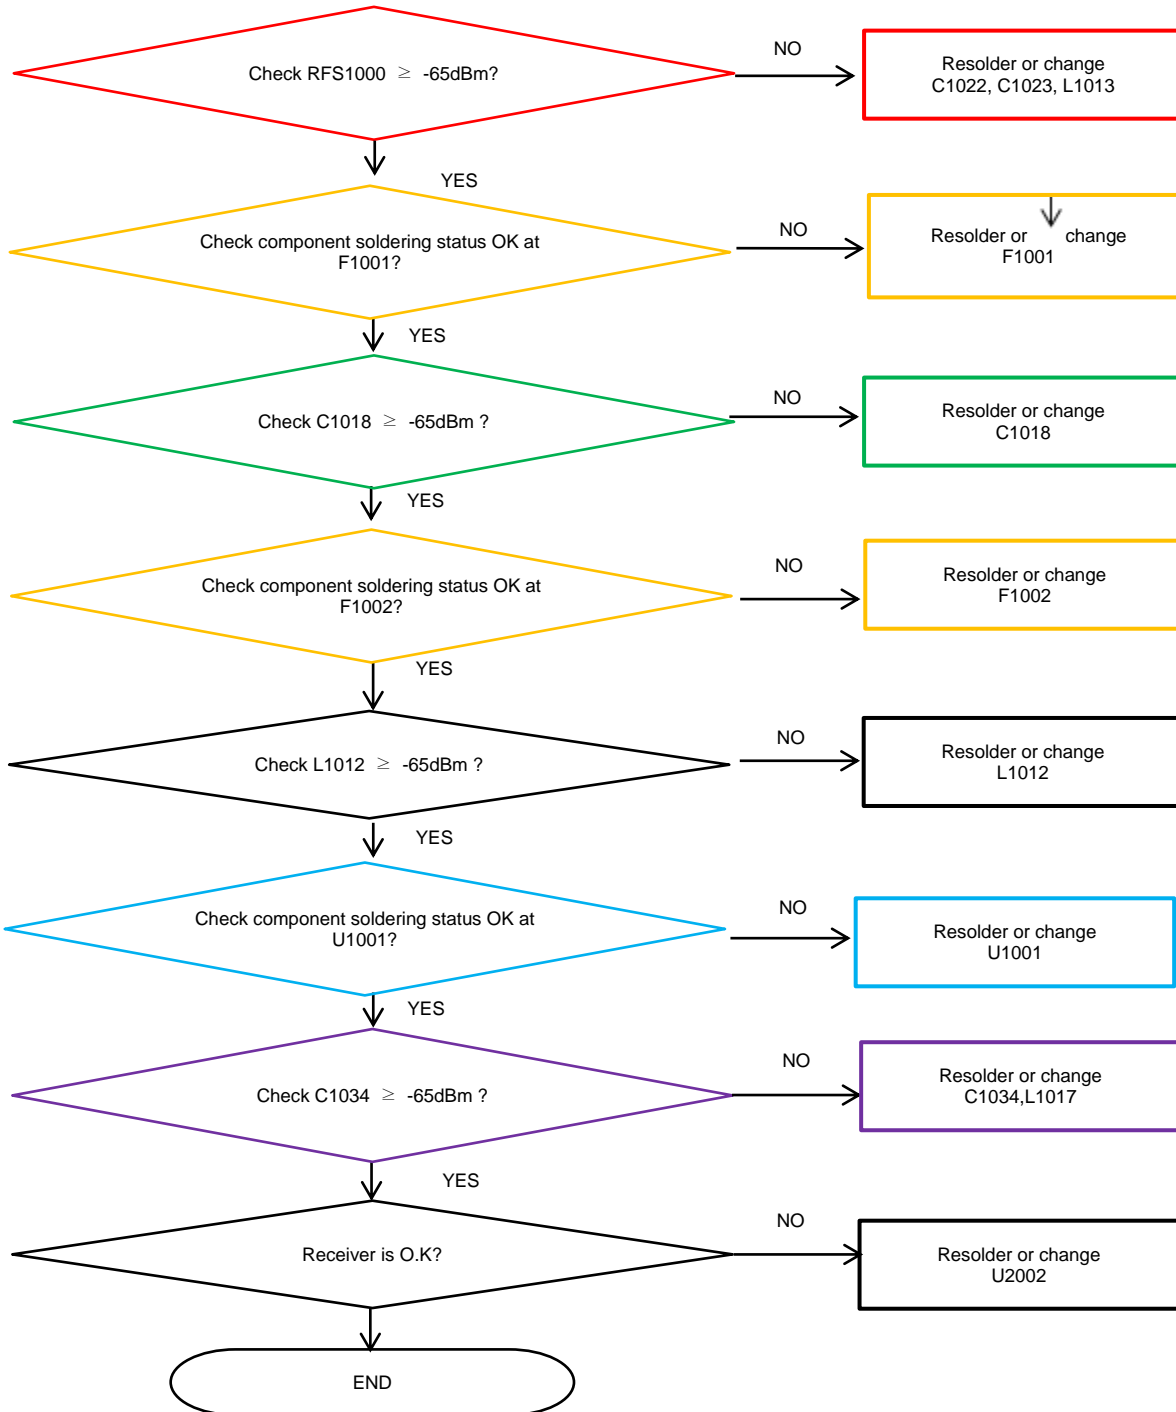 Check RFS1000 ≥ -65dBm?
NO
Resolder or change
C1022, C1023, L1013
YES
Check component soldering status OK at
F1001?
NO
Resolder or change
F1001
YES
Check C1018 ≥ -65dBm ?
NO
Resolder or change
C1018
YES
Check component soldering status OK at
F1002?
NO
Resolder or change
F1002
YES
Check L1012 ≥ -65dBm ?
NO
Resolder or change
L1012
YES
Check component soldering status OK at
U1001?
NO
Resolder or change
U1001
YES
Check C1034 ≥ -65dBm ?
NO
Resolder or change
C1034,L1017
YES
Receiver is O.K?
NO
Resolder or change
U2002
END